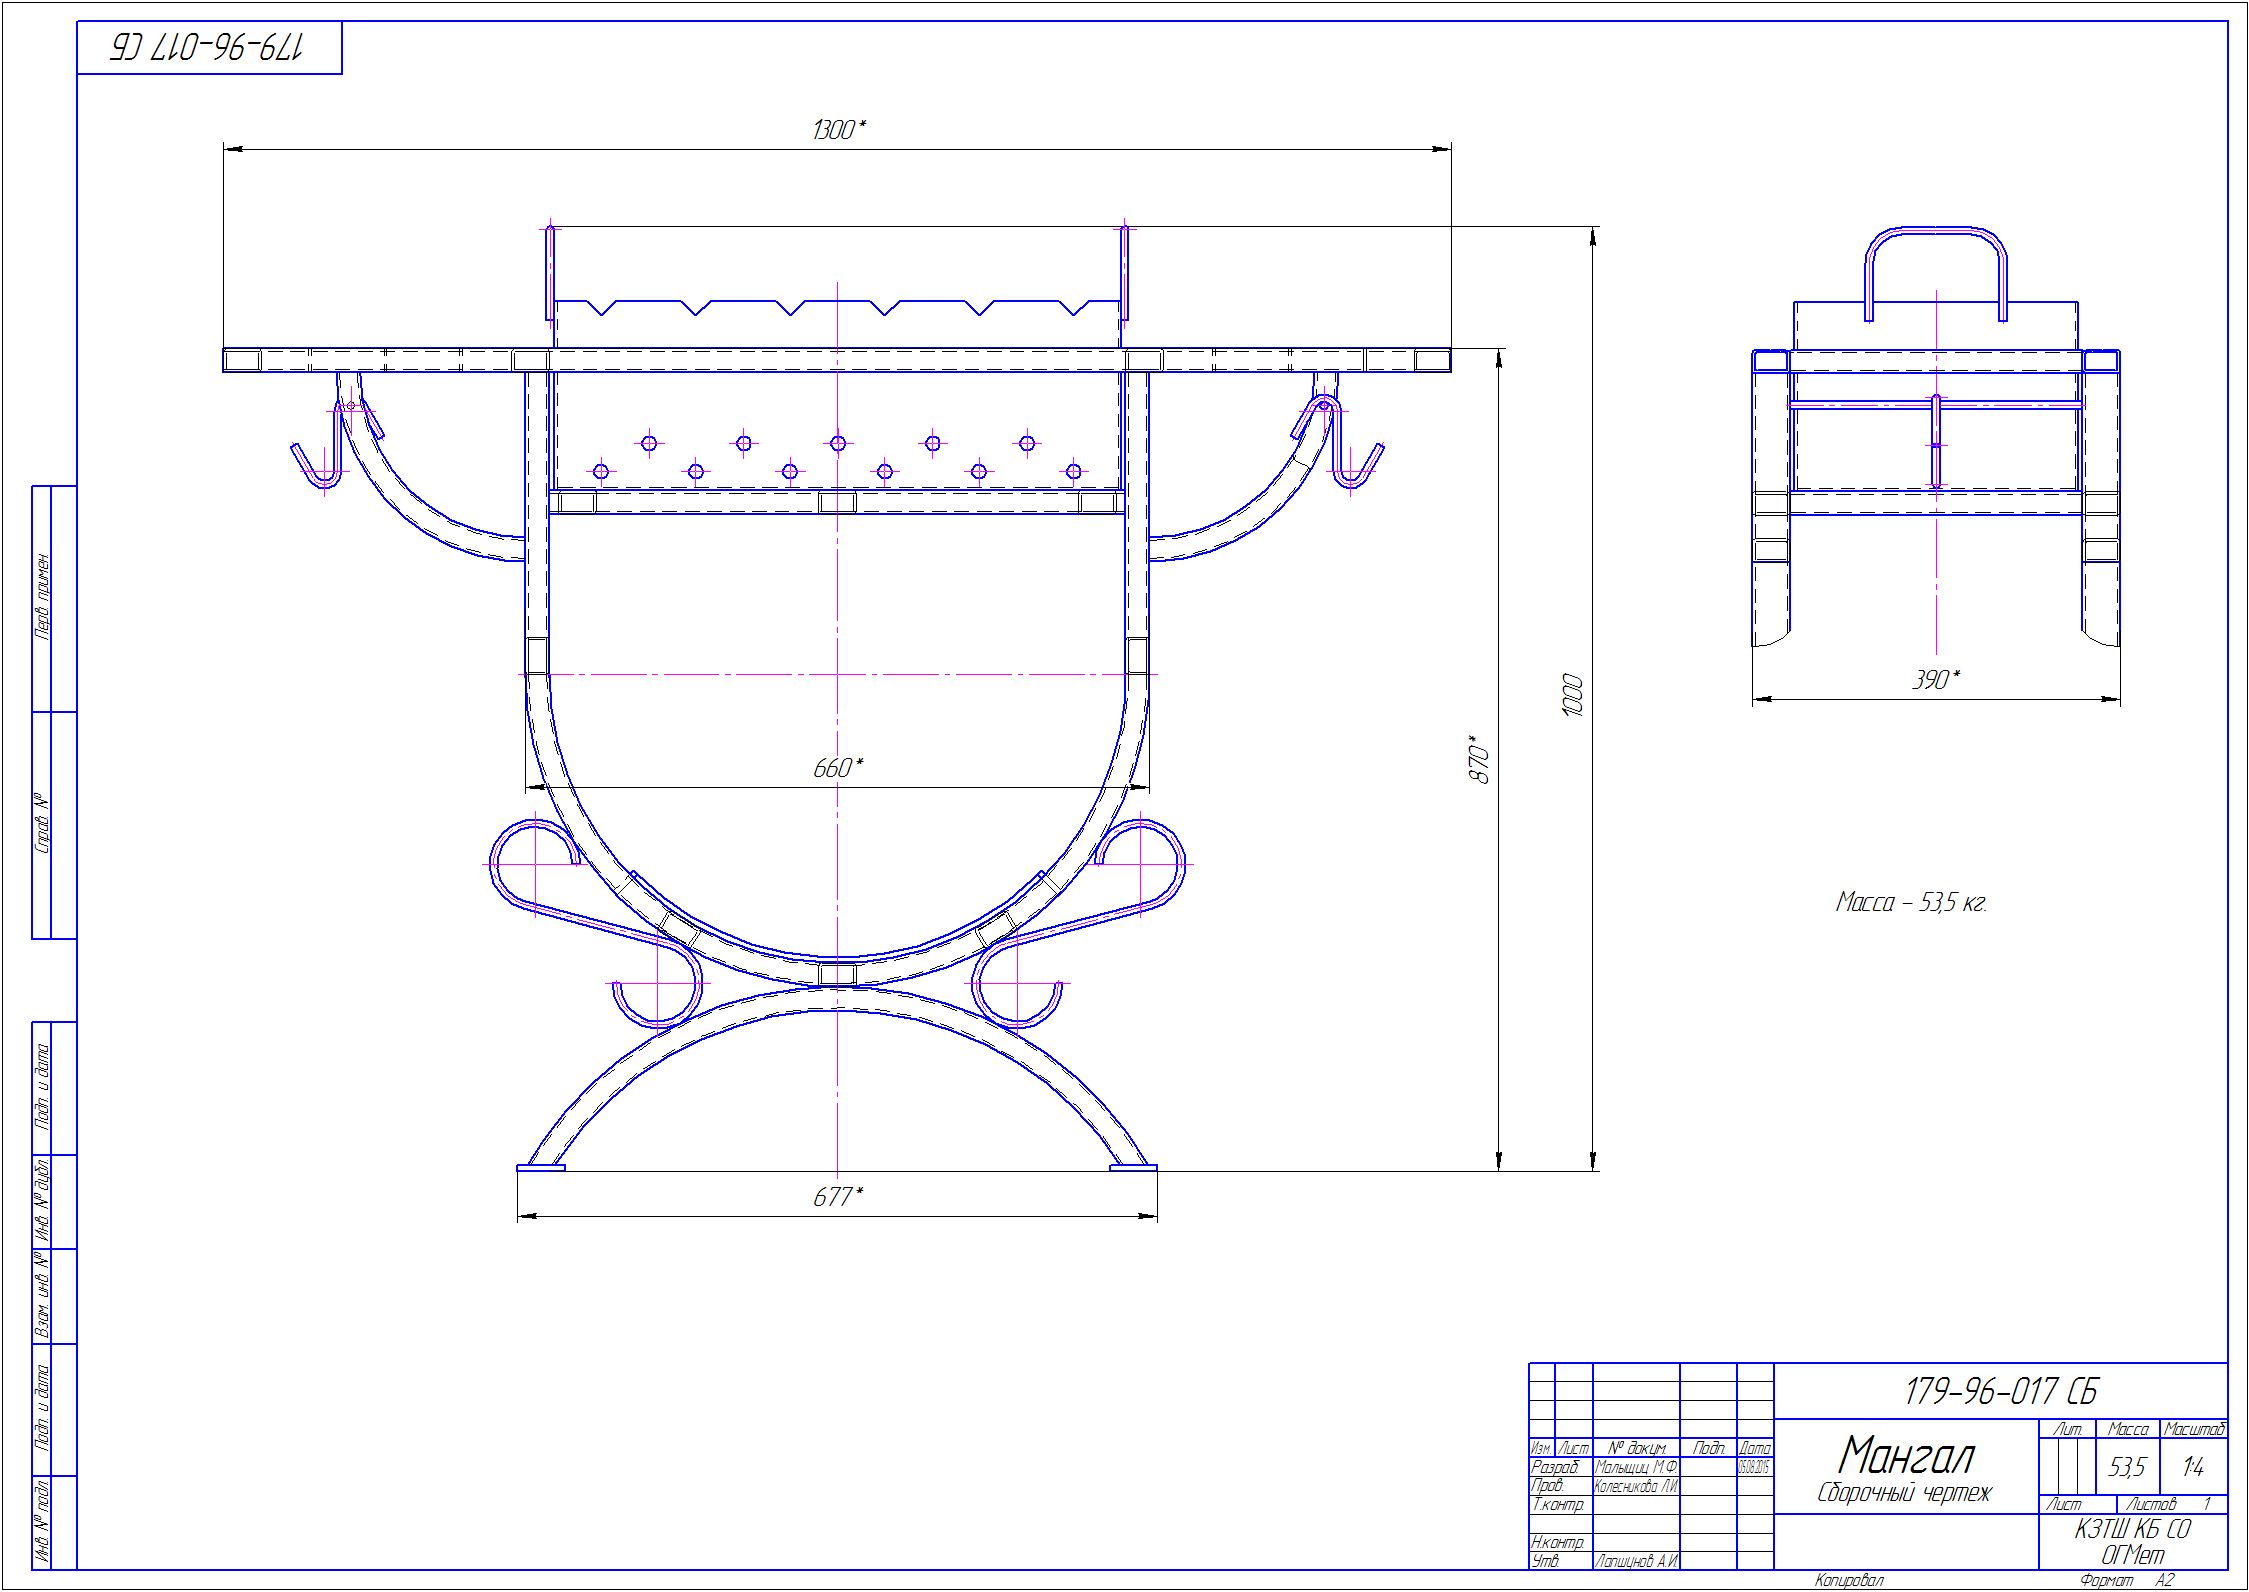 179-96-017 СБ
1300*
1000
870*
660*
677*
390*
Масса - 53,5 кг.
Перв. примен.
Справ. №
Подп. и дата
Инв. № дубл.
Взам. инв. №
Подп. и дата
Инв. № подл.
179-96-017 СБ
Мангал
Сборочный чертеж
Лит. Масса Масштаб
53,5 1:4
Лист Листов 1
КЗТШ КБ СО
ОГМет
Изм. Лист № докум. Подп. Дата
Разраб. Малыщиц М.Ф. 05.08.2015
Пров. Колесникова Л.И.
Т.контр.
Н.контр.
Утв. Лапшинов А.И.
Копировал Формат А2